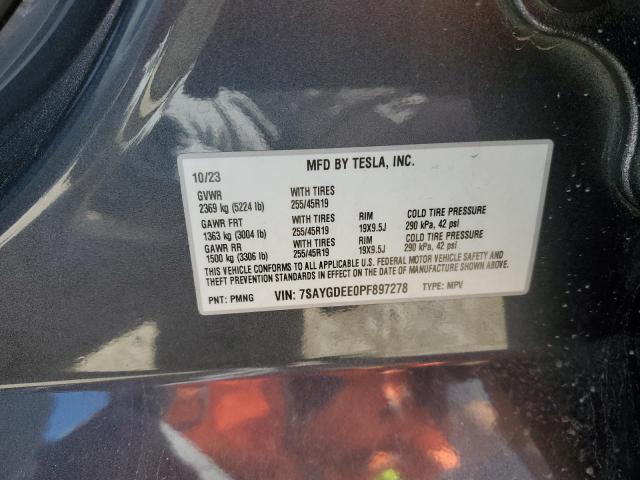 MFD BY TESLA, INC.
10/23
GVWR WITH TIRES
2369 kg (5224 lb) 255/45R19
GAWR FRT WITH TIRES RIM COLD TIRE PRESSURE
1363 kg (3004 lb) 255/45R19 19X9.5J 290 kPa, 42 psi
GAWR RR WITH TIRES RIM COLD TIRE PRESSURE
1500 kg (3306 lb) 255/45R19 19X9.5J 290 kPa, 42 psi
THIS VEHICLE CONFORMS TO ALL APPLICABLE U.S. FEDERAL MOTOR VEHICLE SAFETY AND
THEFT PREVENTION STANDARDS IN EFFECT ON THE DATE OF MANUFACTURE SHOWN ABOVE.
PNT: PMNG VIN: 7SAYGDEE0PF897278 TYPE: MPV